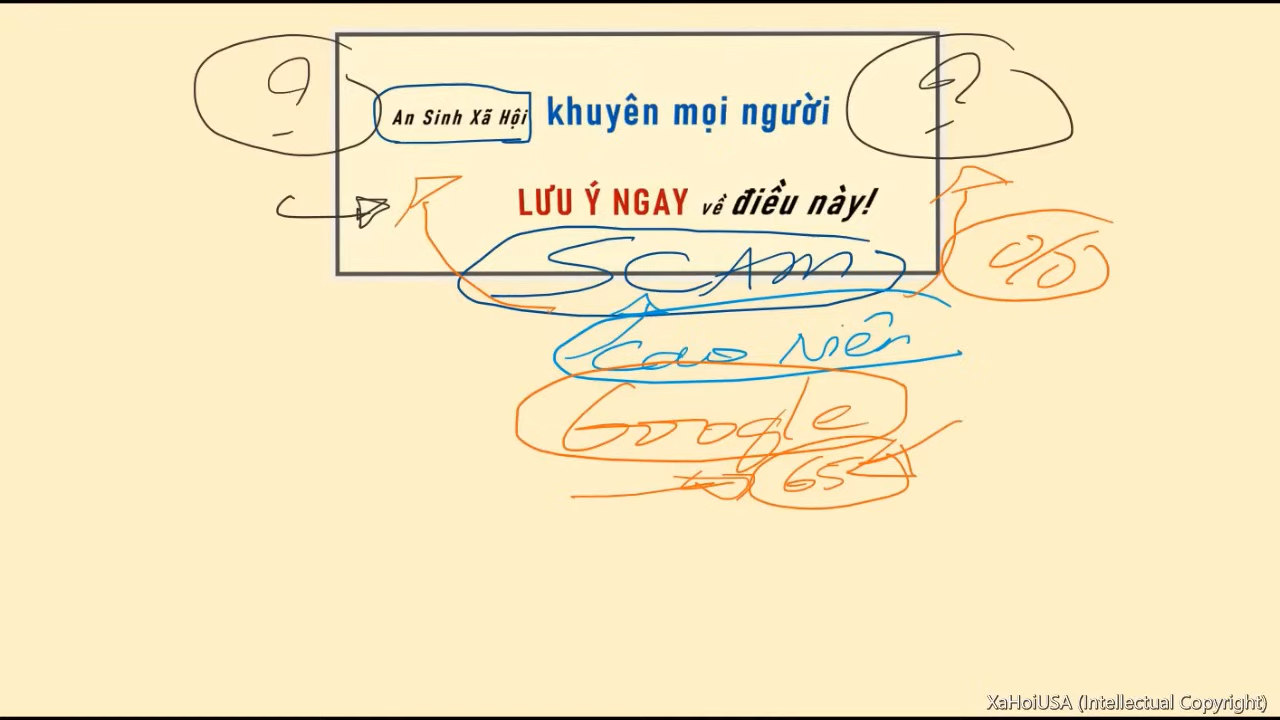 ? An Sinh Xã Hội khuyên mọi người ?
LƯU Ý NGAY về điều này!
SCAM
%
cao niên
Google
65
XaHoiUSA (Intellectual Copyright)